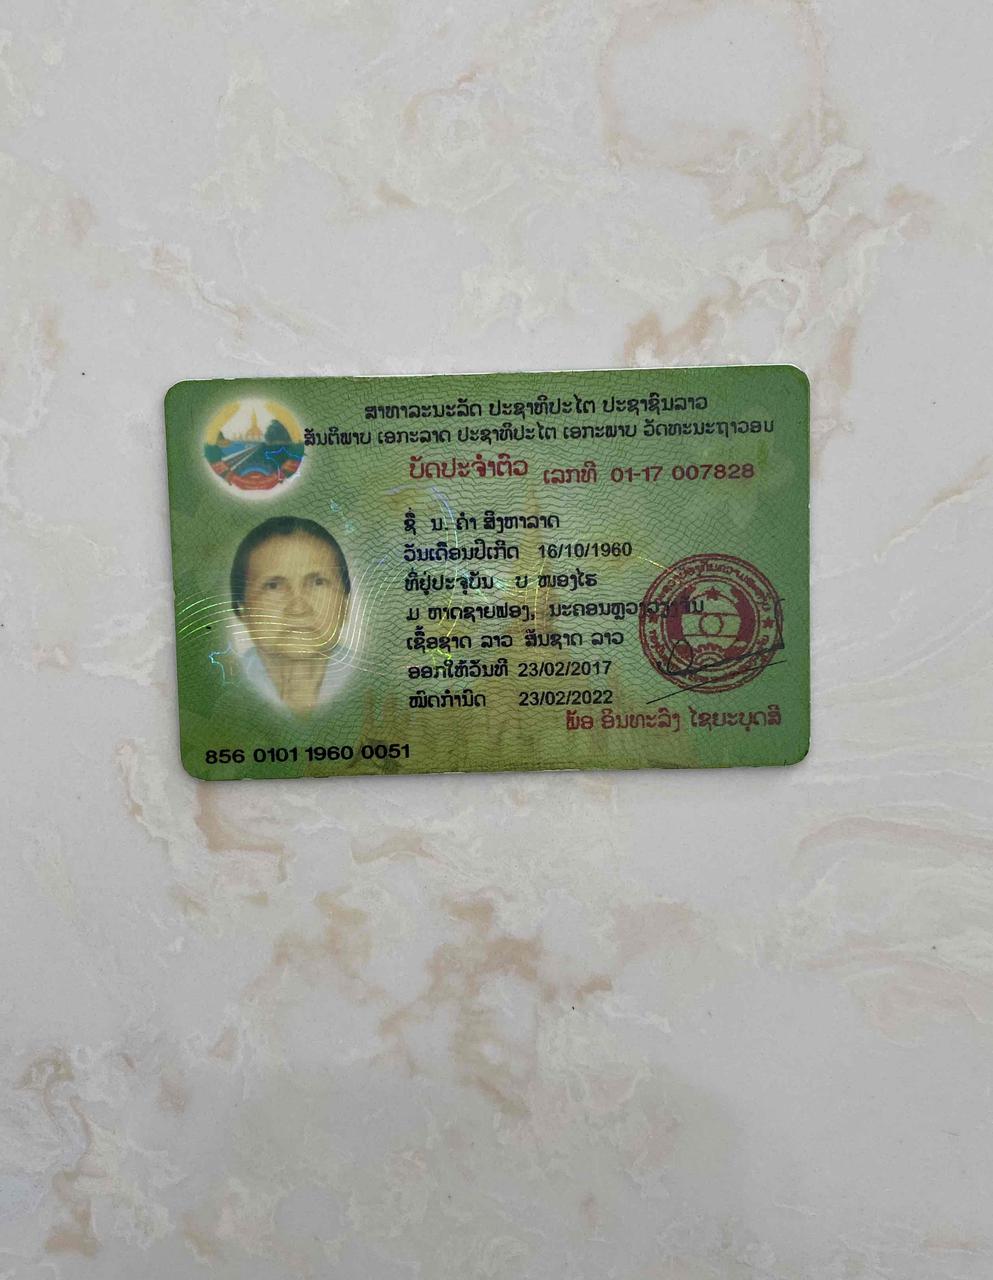 ສາທາລະນະລັດ ປະຊາທິປະໄຕ ປະຊາຊົນລາວ
ສັນຕິພາບ ເອກະລາດ ປະຊາທິປະໄຕ ເອກະພາບ ວັດທະນະຖາວອນ
ບັດປະຈຳຕົວ ເລກທີ 01-17 007828
ຊື່ ນ. ຄຳ ສິງຫາລາດ
ວັນເດືອນປີເກີດ 16/10/1960
ທີ່ຢູ່ປະຈຸບັນ ບ ໜອງໄຮ
ມ ຫາດຊາຍຟອງ, ນະຄອນຫຼວງວຽງຈັນ
ເຊື້ອຊາດ ລາວ ສັນຊາດ ລາວ
ອອກໃຫ້ວັນທີ 23/02/2017
ໝົດກຳນົດ 23/02/2022
ພັອ ອິນທະລົງ ໄຊຍະບຸດສີ
856 0101 1960 0051